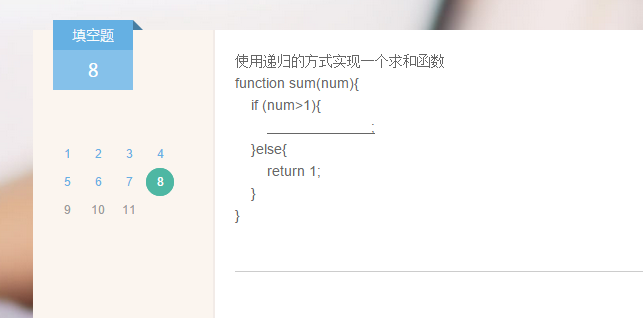 填空题
8
1 2 3 4
5 6 7 8
9 10 11
使用递归的方式实现一个求和函数
function sum(num){
if (num>1){
______________;
}else{
return 1;
}
}